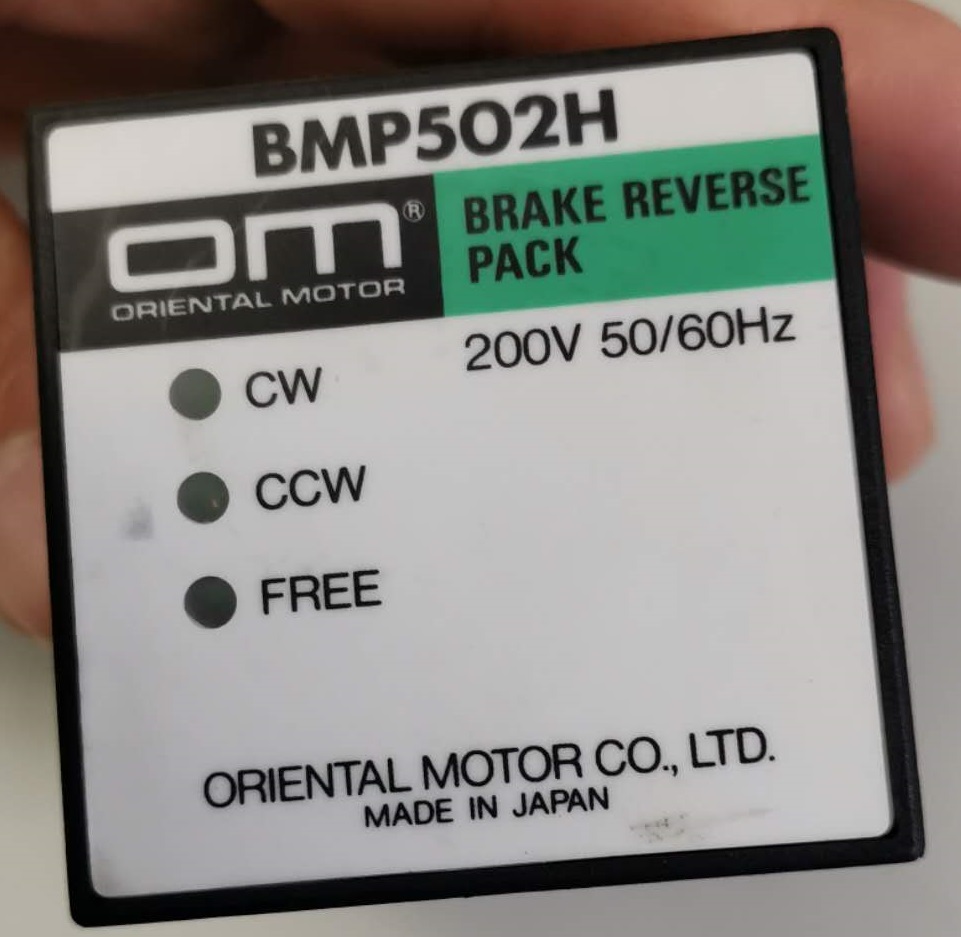 BMP502H
om®
ORIENTAL MOTOR
BRAKE REVERSE
PACK
200V 50/60Hz
CW
CCW
FREE
ORIENTAL MOTOR CO., LTD.
MADE IN JAPAN